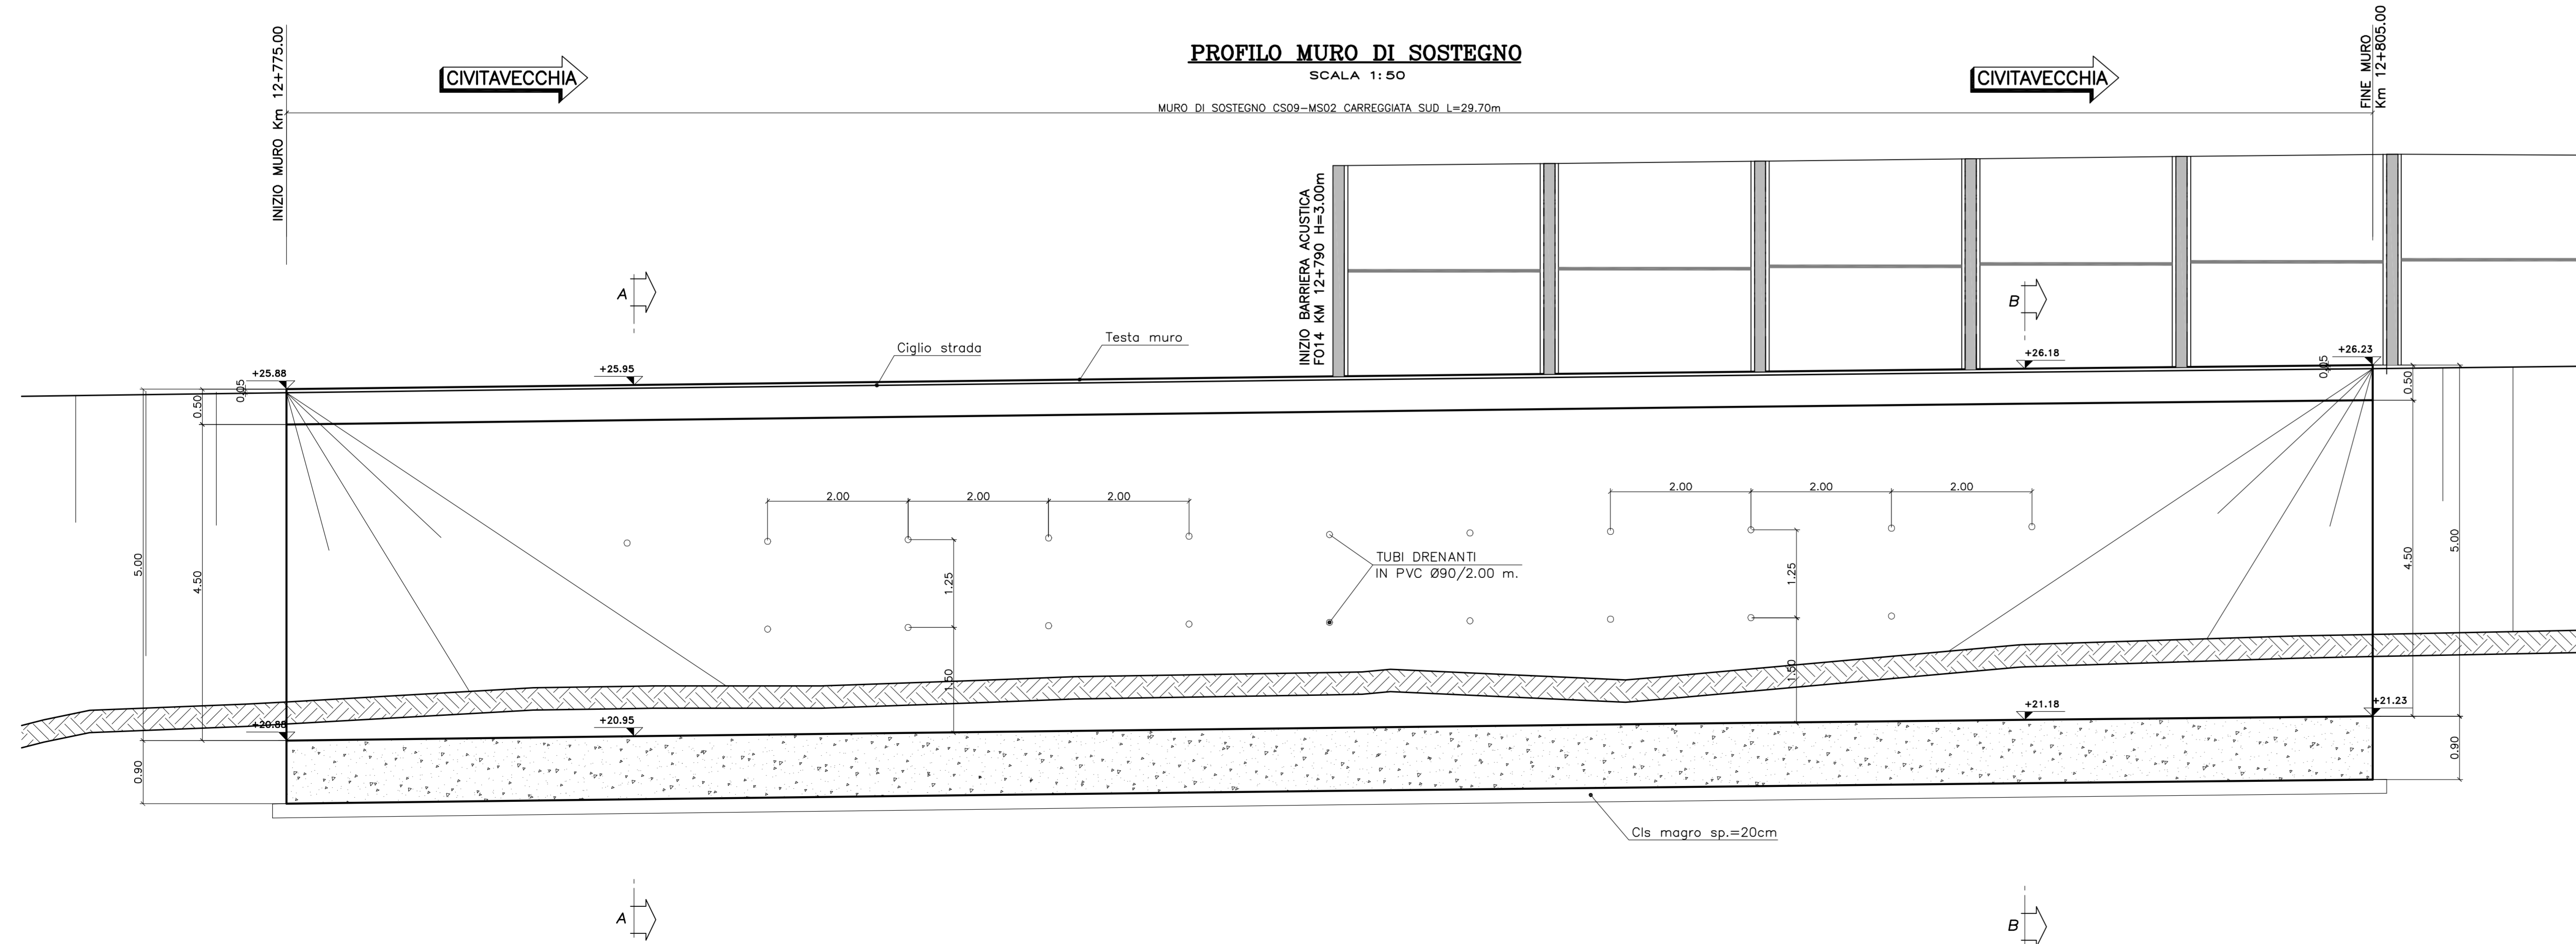 PROFILO MURO DI SOSTEGNO
SCALA 1:50
MURO DI SOSTEGNO CS09-MS02 CARREGGIATA SUD L=29.70m
INIZIO MURO Km 12+775.00
CIVITAVECCHIA
CIVITAVECCHIA
FINE MURO
Km 12+805.00
INIZIO BARRIERA ACUSTICA
FO14 KM 12+790 H=3.00m
A
B
Ciglio strada
Testa muro
+25.88
+25.95
+26.18
+26.23
0.05
0.50
0.05
0.50
2.00
2.00
2.00
2.00
2.00
2.00
TUBI DRENANTI
IN PVC Ø90/2.00 m.
1.25
1.25
5.00
4.50
4.50
5.00
1.50
1.50
+20.95
+21.18
+21.23
0.90
0.90
Cls magro sp.=20cm
A
B